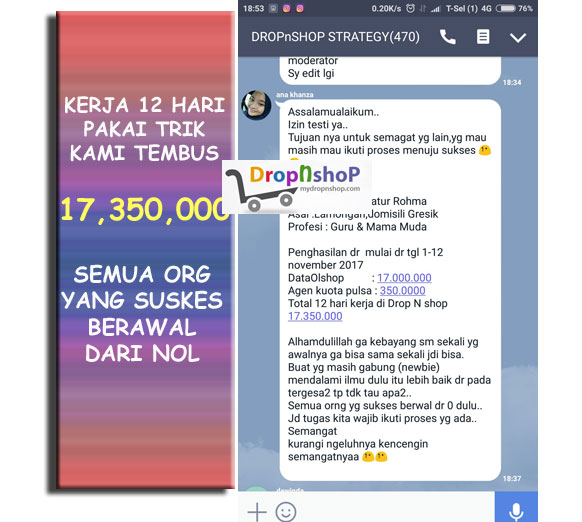 KERJA 12 HARI
PAKAI TRIK
KAMI TEMBUS
17,350,000
SEMUA ORG
YANG SUSKES
BERAWAL
DARI NOL
18:53
0.20K/s
T-Sel (1) 4G
76%
DROPnSHOP STRATEGY(470)
moderator
Sy edit lgi
18:34
ana khanza
Assalamualaikum..
Izin testi ya..
Tujuan nya untuk semagat yg lain,yg mau
masih mau ikuti proses menuju sukses
DropnshoP
mydropnshop.com
atur Rohma
Asal :Lamongan,domisili Gresik
Profesi : Guru & Mama Muda
Penghasilan dr mulai dr tgl 1-12
november 2017
DataOlshop : 17.000.000
Agen kuota pulsa : 350.0000
Total 12 hari kerja di Drop N shop
17.350.000
Alhamdulillah ga kebayang sm sekali yg
awalnya ga bisa sama sekali jdi bisa.
Buat yg masih gabung (newbie)
mendalami ilmu dulu itu lebih baik dr pada
tergesa2 tp tdk tau apa2..
Semua orng yg sukses berwal dr 0 dulu..
Jd tugas kita wajib ikuti proses yg ada..
Semangat
kurangi ngeluhnya kencengin
semangatnyaa
18:37